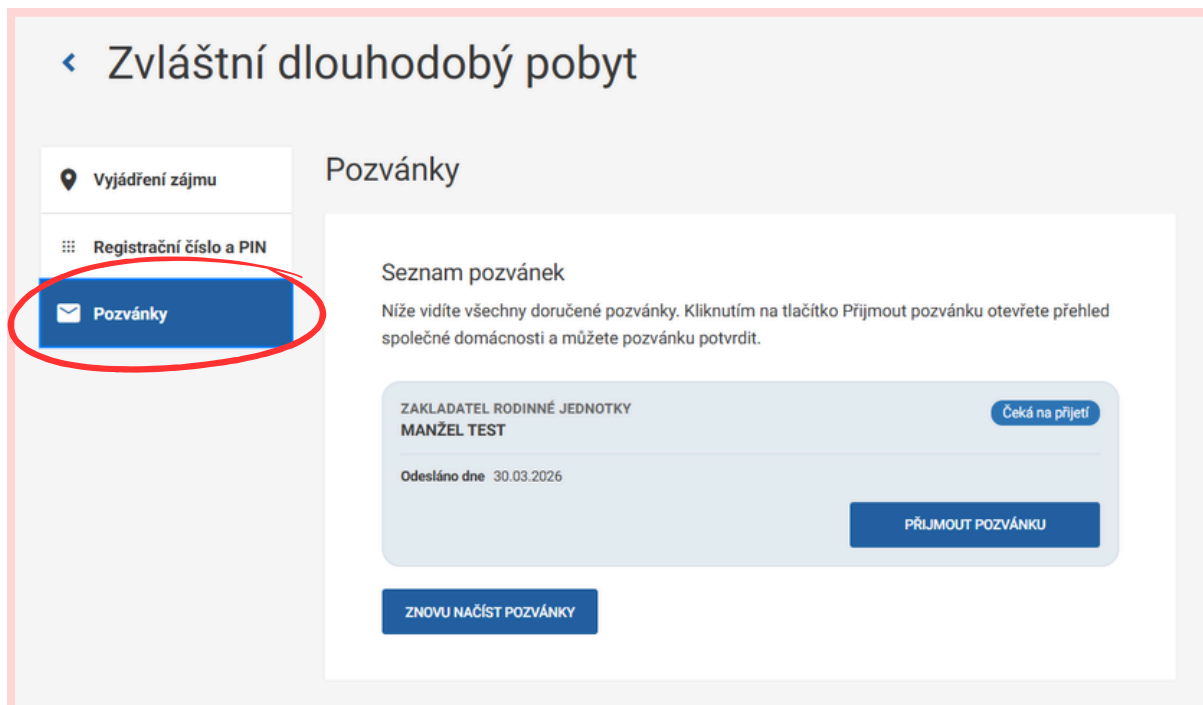 Zvláštní dlouhodobý pobyt
Vyjádření zájmu
Registrační číslo a PIN
Pozvánky
Pozvánky
Seznam pozvánek
Níže vidíte všechny doručené pozvánky. Kliknutím na tlačítko Přijmout pozvánku otevřete přehled
společné domácnosti a můžete pozvánku potvrdit.
ZAKLADATEL RODINNÉ JEDNOTKY
MANŽEL TEST
Čeká na přijetí
Odesláno dne 30.03.2026
PŘIJMOUT POZVÁNKU
ZNOVU NAČÍST POZVÁNKY